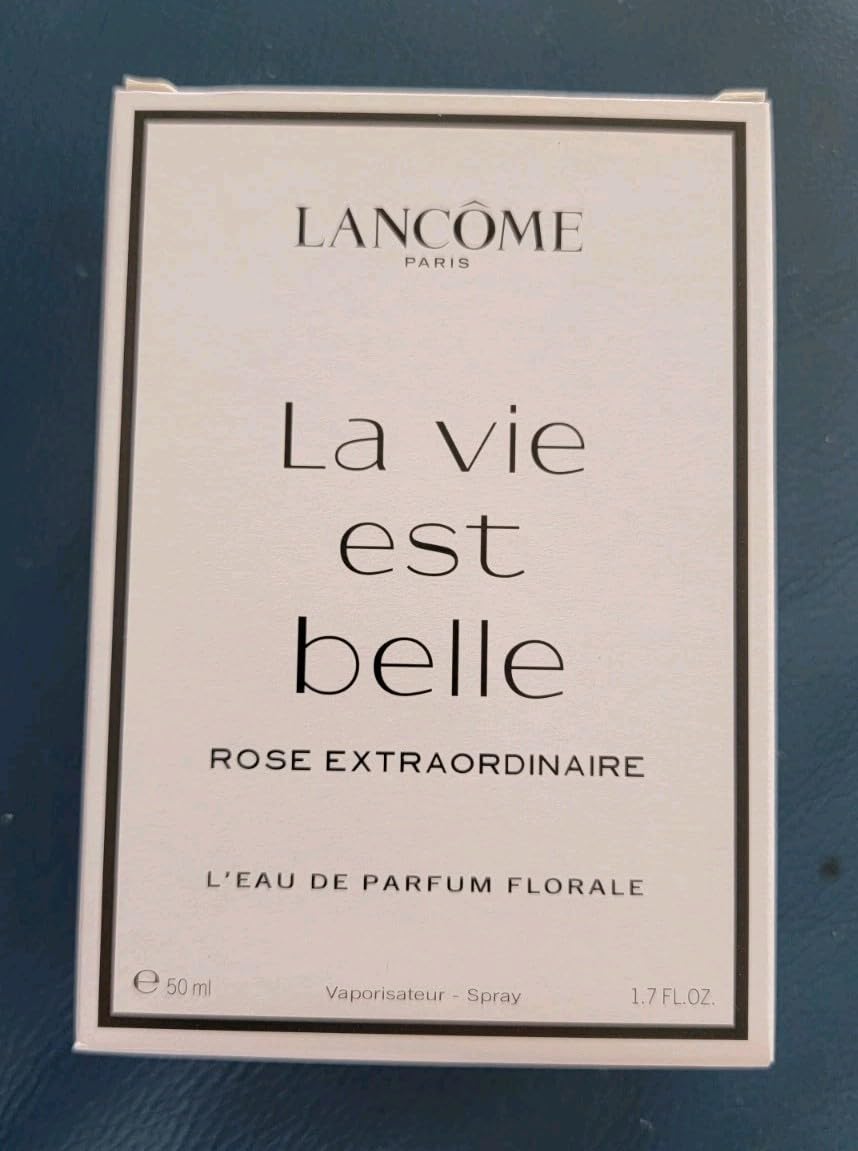 LANCÔME
PARIS
La vie
est
belle
ROSE EXTRAORDINAIRE
L'EAU DE PARFUM FLORALE
℮ 50 ml Vaporisateur - Spray 1.7 FL.OZ.